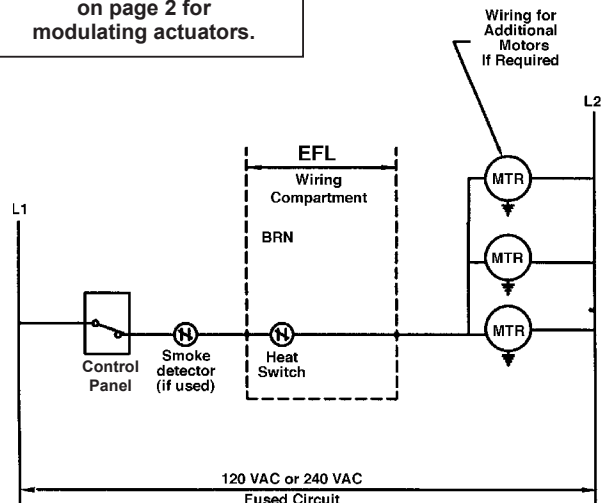 on page 2 for
modulating actuators.
Wiring for
Additional
Motors
If Required
L2
EFL
Wiring
Compartment
MTR
L1
BRN
MTR
MTR
Control
Panel
Smoke
detector
(if used)
Heat
Switch
120 VAC or 240 VAC
Fused Circuit